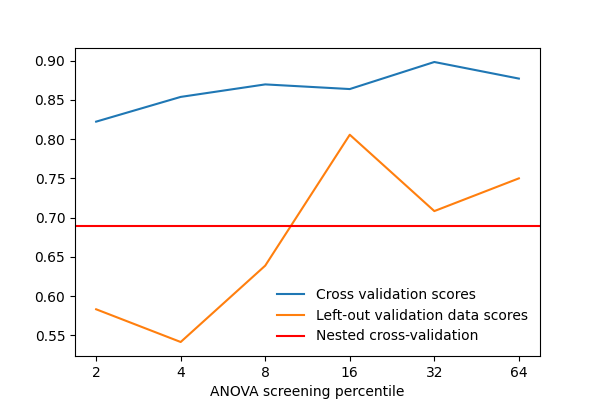 0.90
0.85
0.80
0.75
0.70
0.65
0.60
0.55
Cross validation scores
Left-out validation data scores
Nested cross-validation
2 4 8 16 32 64
ANOVA screening percentile